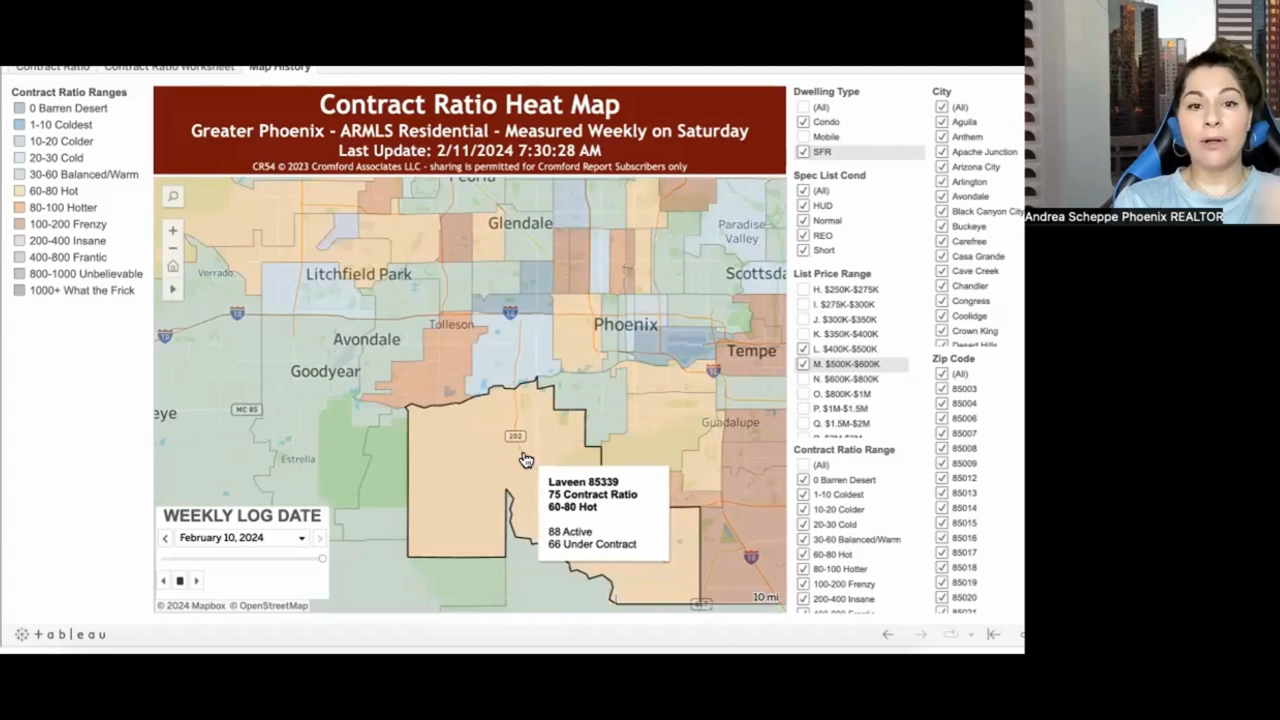 Contract Ratio
Contract Ratio Worksheet
Map History
Contract Ratio Ranges
0 Barren Desert
1-10 Coldest
10-20 Colder
20-30 Cold
30-60 Balanced/Warm
60-80 Hot
80-100 Hotter
100-200 Frenzy
200-400 Insane
400-800 Frantic
800-1000 Unbelievable
1000+ What the Frick
Contract Ratio Heat Map
Greater Phoenix - ARMLS Residential - Measured Weekly on Saturday
Last Update: 2/11/2024 7:30:28 AM
CR54 © 2023 Cromford Associates LLC - sharing is permitted for Cromford Report Subscribers only
Peoria
Glendale
Paradise
Valley
Verrado
Litchfield Park
Scottsda
10
10
Tolleson
Phoenix
Avondale
Tempe
Goodyear
10
eye
MC 85
202
Guadalupe
Estrella
Laveen 85339
75 Contract Ratio
60-80 Hot
88 Active
66 Under Contract
WEEKLY LOG DATE
February 10, 2024
10
10 mi
© 2024 Mapbox © OpenStreetMap
Dwelling Type
(All)
Condo
Mobile
SFR
Spec List Cond
(All)
HUD
Normal
REO
Short
List Price Range
H. $250K-$275K
I. $275K-$300K
J. $300K-$350K
K. $350K-$400K
L. $400K-$500K
M. $500K-$600K
N. $600K-$800K
O. $800K-$1M
P. $1M-$1.5M
Q. $1.5M-$2M
Contract Ratio Range
(All)
0 Barren Desert
1-10 Coldest
10-20 Colder
20-30 Cold
30-60 Balanced/Warm
60-80 Hot
80-100 Hotter
100-200 Frenzy
200-400 Insane
400-800 Frantic
City
(All)
Aguila
Anthem
Apache Junction
Arizona City
Arlington
Avondale
Black Canyon City
Buckeye
Carefree
Casa Grande
Cave Creek
Chandler
Congress
Coolidge
Crown King
Desert Hills
Zip Code
(All)
85003
85004
85006
85007
85008
85009
85012
85013
85014
85015
85016
85017
85018
85019
85020
85021
+ a b l e a u
Andrea Scheppe Phoenix REALTOR